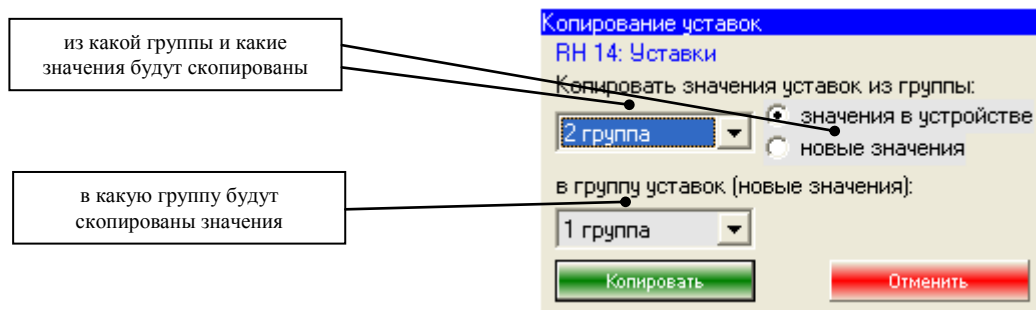 из какой группы и какие
значения будут скопированы
в какую группу будут
скопированы значения
Копирование уставок
RH 14: Уставки
Копировать значения уставок из группы:
2 группа
значения в устройстве
новые значения
в группу уставок (новые значения):
1 группа
Копировать
Отменить